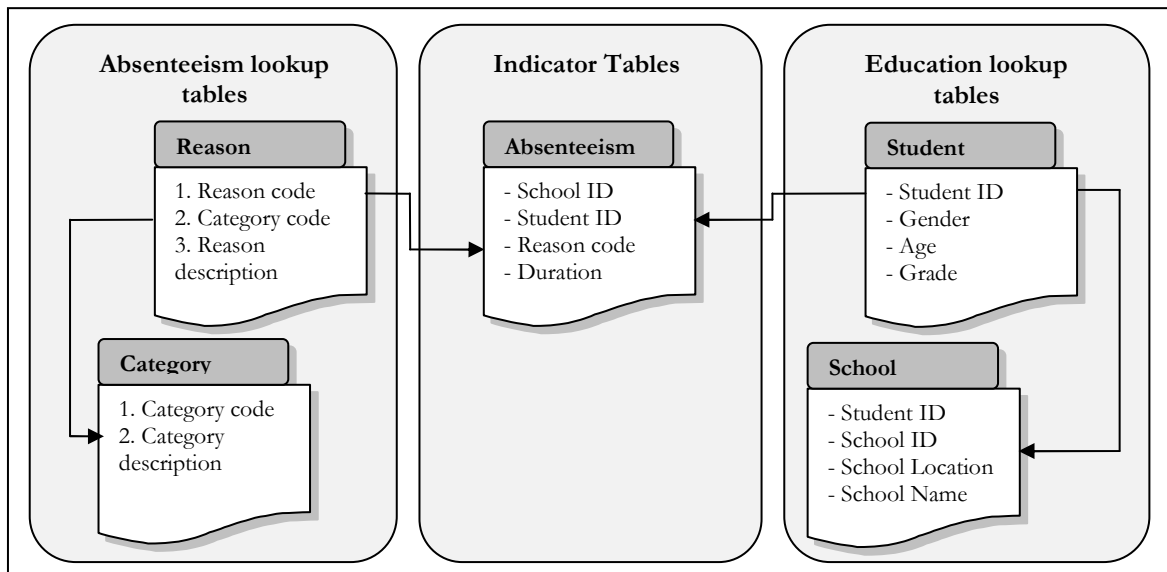 Absenteeism lookup
tables
Reason
1. Reason code
2. Category code
3. Reason
description
Category
1. Category code
2. Category
description
Indicator Tables
Absenteeism
- School ID
- Student ID
- Reason code
- Duration
Education lookup
tables
Student
- Student ID
- Gender
- Age
- Grade
School
- Student ID
- School ID
- School Location
- School Name